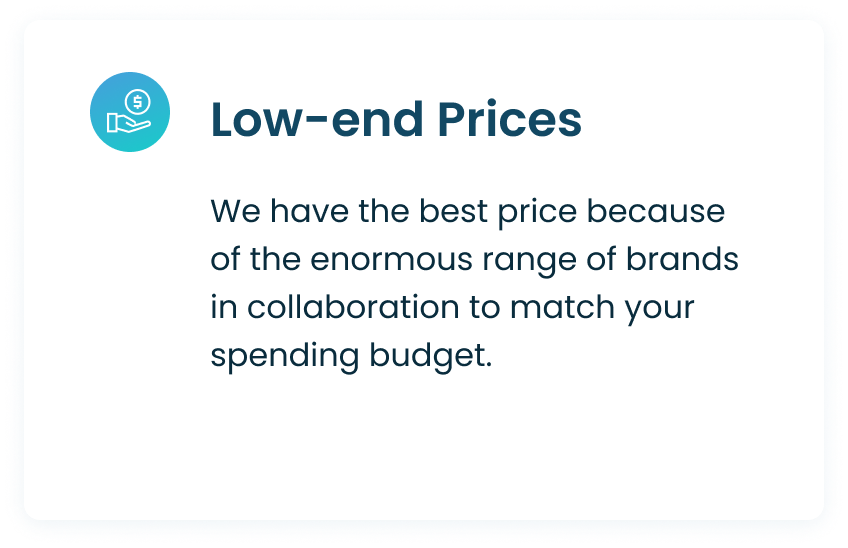 $
Low-end Prices
We have the best price because
of the enormous range of brands
in collaboration to match your
spending budget.